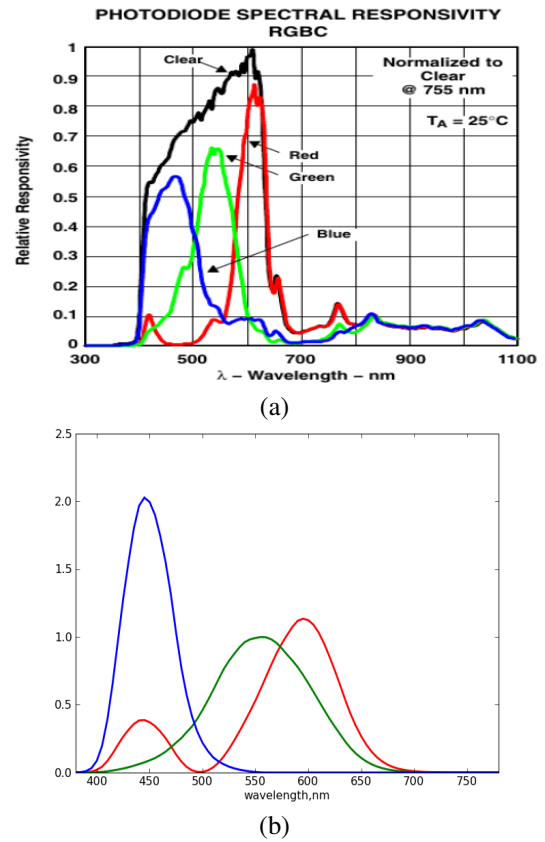 PHOTODIODE SPECTRAL RESPONSIVITY
RGBC
1
0.9
0.8
0.7
0.6
0.5
0.4
0.3
0.2
0.1
0
Relative Responsivity
Clear
Normalized to
Clear
@ 755 nm
TA = 25°C
Red
Green
Blue
300 500 700 900 1100
λ – Wavelength – nm
(a)
2.5
2.0
1.5
1.0
0.5
0.0
400 450 500 550 600 650 700 750
wavelength,nm
(b)